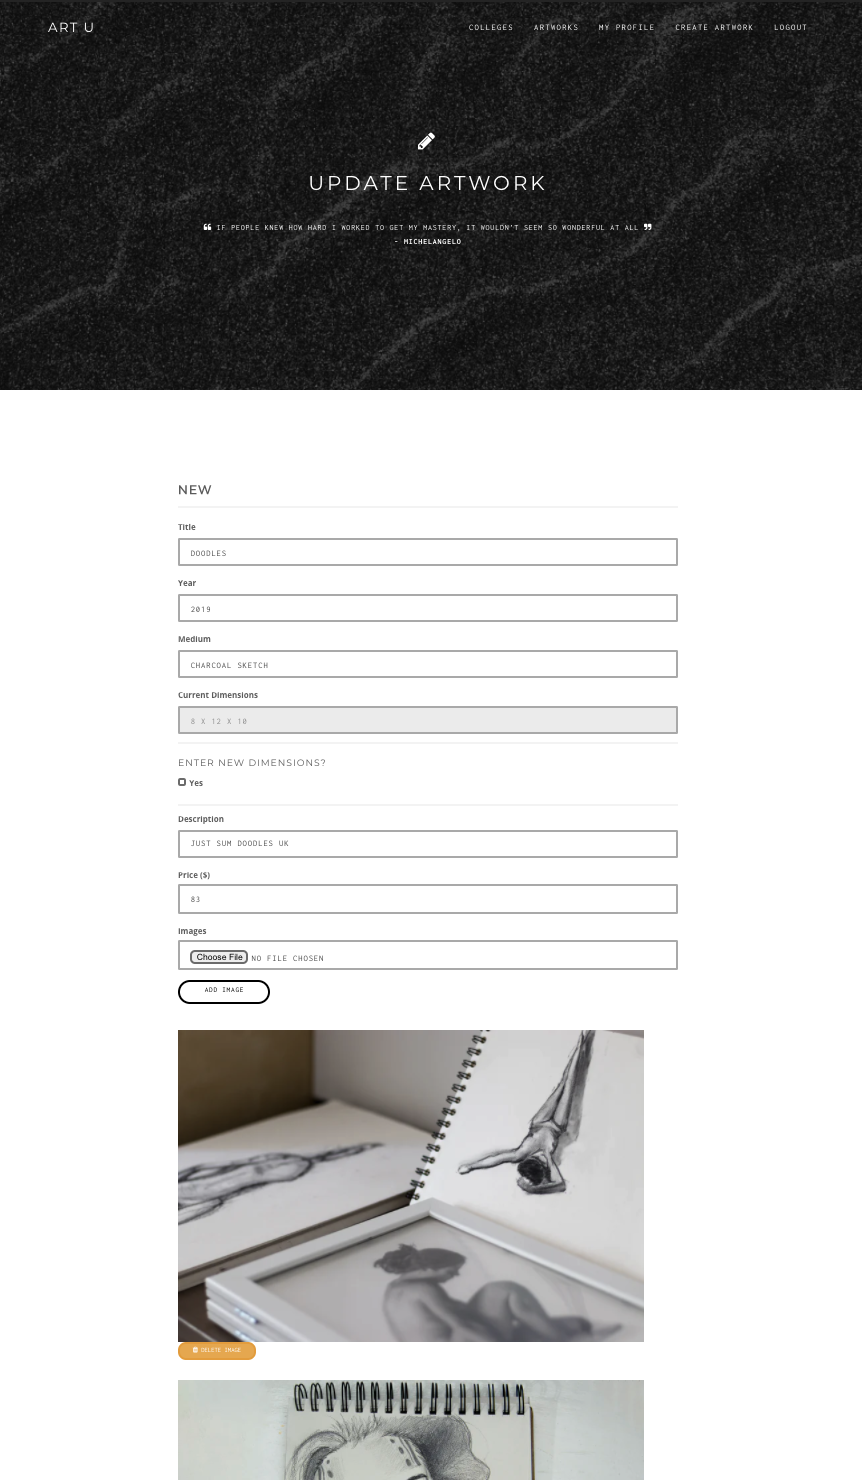 ART U
COLLEGES ARTWORKS MY PROFILE CREATE ARTWORK LOGOUT
UPDATE ARTWORK
❝ IF PEOPLE KNEW HOW HARD I WORKED TO GET MY MASTERY, IT WOULDN'T SEEM SO WONDERFUL AT ALL ❞
- MICHELANGELO
NEW
Title
DOODLES
Year
2019
Medium
CHARCOAL SKETCH
Current Dimensions
8 X 12 X 10
ENTER NEW DIMENSIONS?
Yes
Description
JUST SUM DOODLES UK
Price ($)
83
Images
Choose File NO FILE CHOSEN
ADD IMAGE
DELETE IMAGE